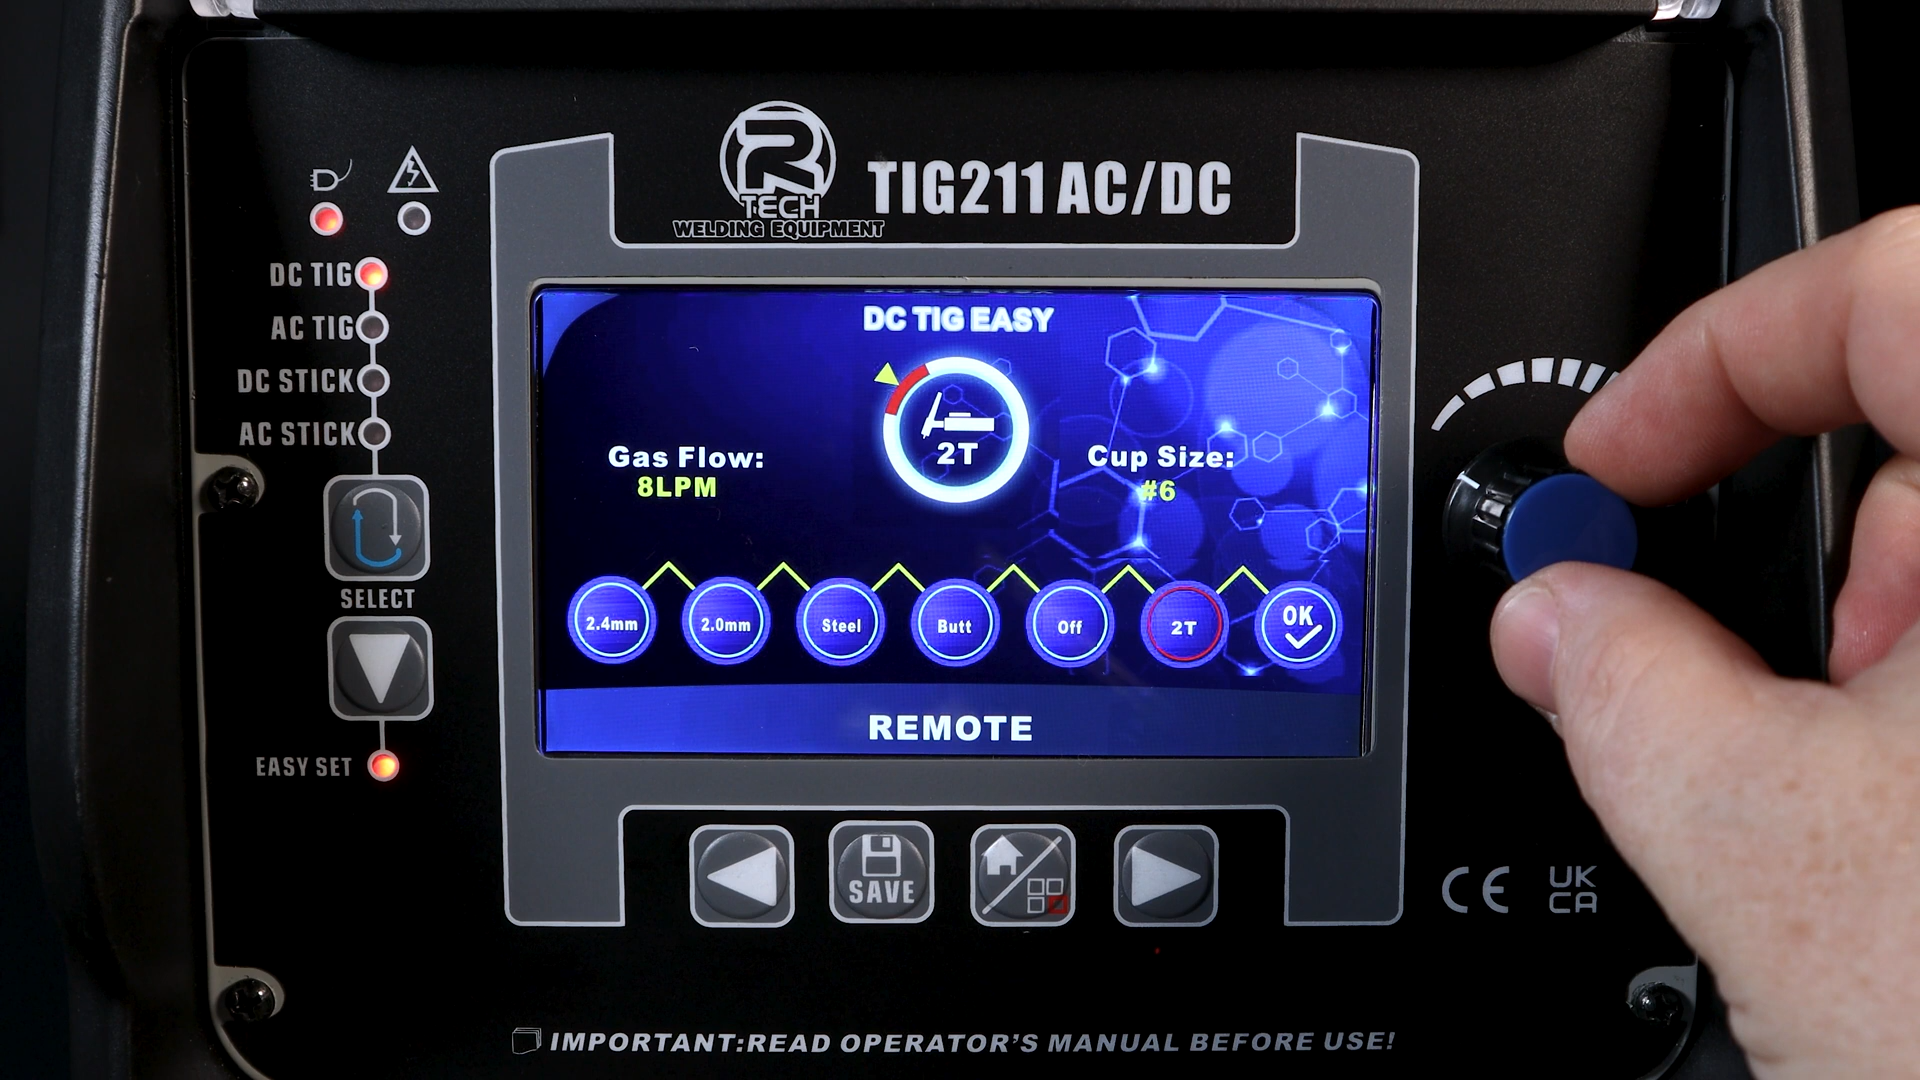 R
TECH
WELDING EQUIPMENT
TIG211 AC/DC
DC TIG
AC TIG
DC STICK
AC STICK
SELECT
EASY SET
DC TIG EASY
2T
Gas Flow:
8LPM
Cup Size:
#6
2.4mm
2.0mm
Steel
Butt
Off
2T
OK
REMOTE
SAVE
CE
UK
CA
IMPORTANT:READ OPERATOR'S MANUAL BEFORE USE!